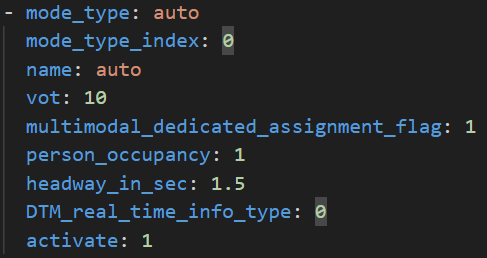 - mode_type: auto
mode_type_index: 0
name: auto
vot: 10
multimodal_dedicated_assignment_flag: 1
person_occupancy: 1
headway_in_sec: 1.5
DTM_real_time_info_type: 0
activate: 1